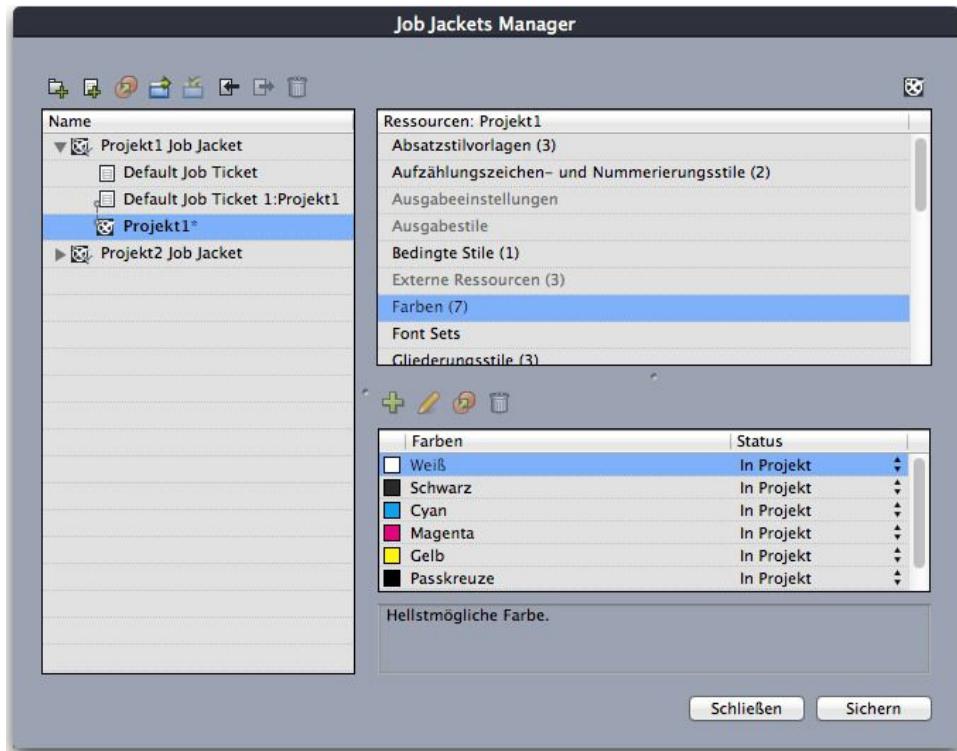 Job Jackets Manager
Name
Projekt1 Job Jacket
Default Job Ticket
Default Job Ticket 1:Projekt1
Projekt1*
Projekt2 Job Jacket
Ressourcen: Projekt1
Absatzstilvorlagen (3)
Aufzählungszeichen- und Nummerierungsstile (2)
Ausgabeeinstellungen
Ausgabestile
Bedingte Stile (1)
Externe Ressourcen (3)
Farben (7)
Font Sets
Gliederungsstile (3)
Farben Status
Weiß In Projekt
Schwarz In Projekt
Cyan In Projekt
Magenta In Projekt
Gelb In Projekt
Passkreuze In Projekt
Hellstmögliche Farbe.
Schließen Sichern